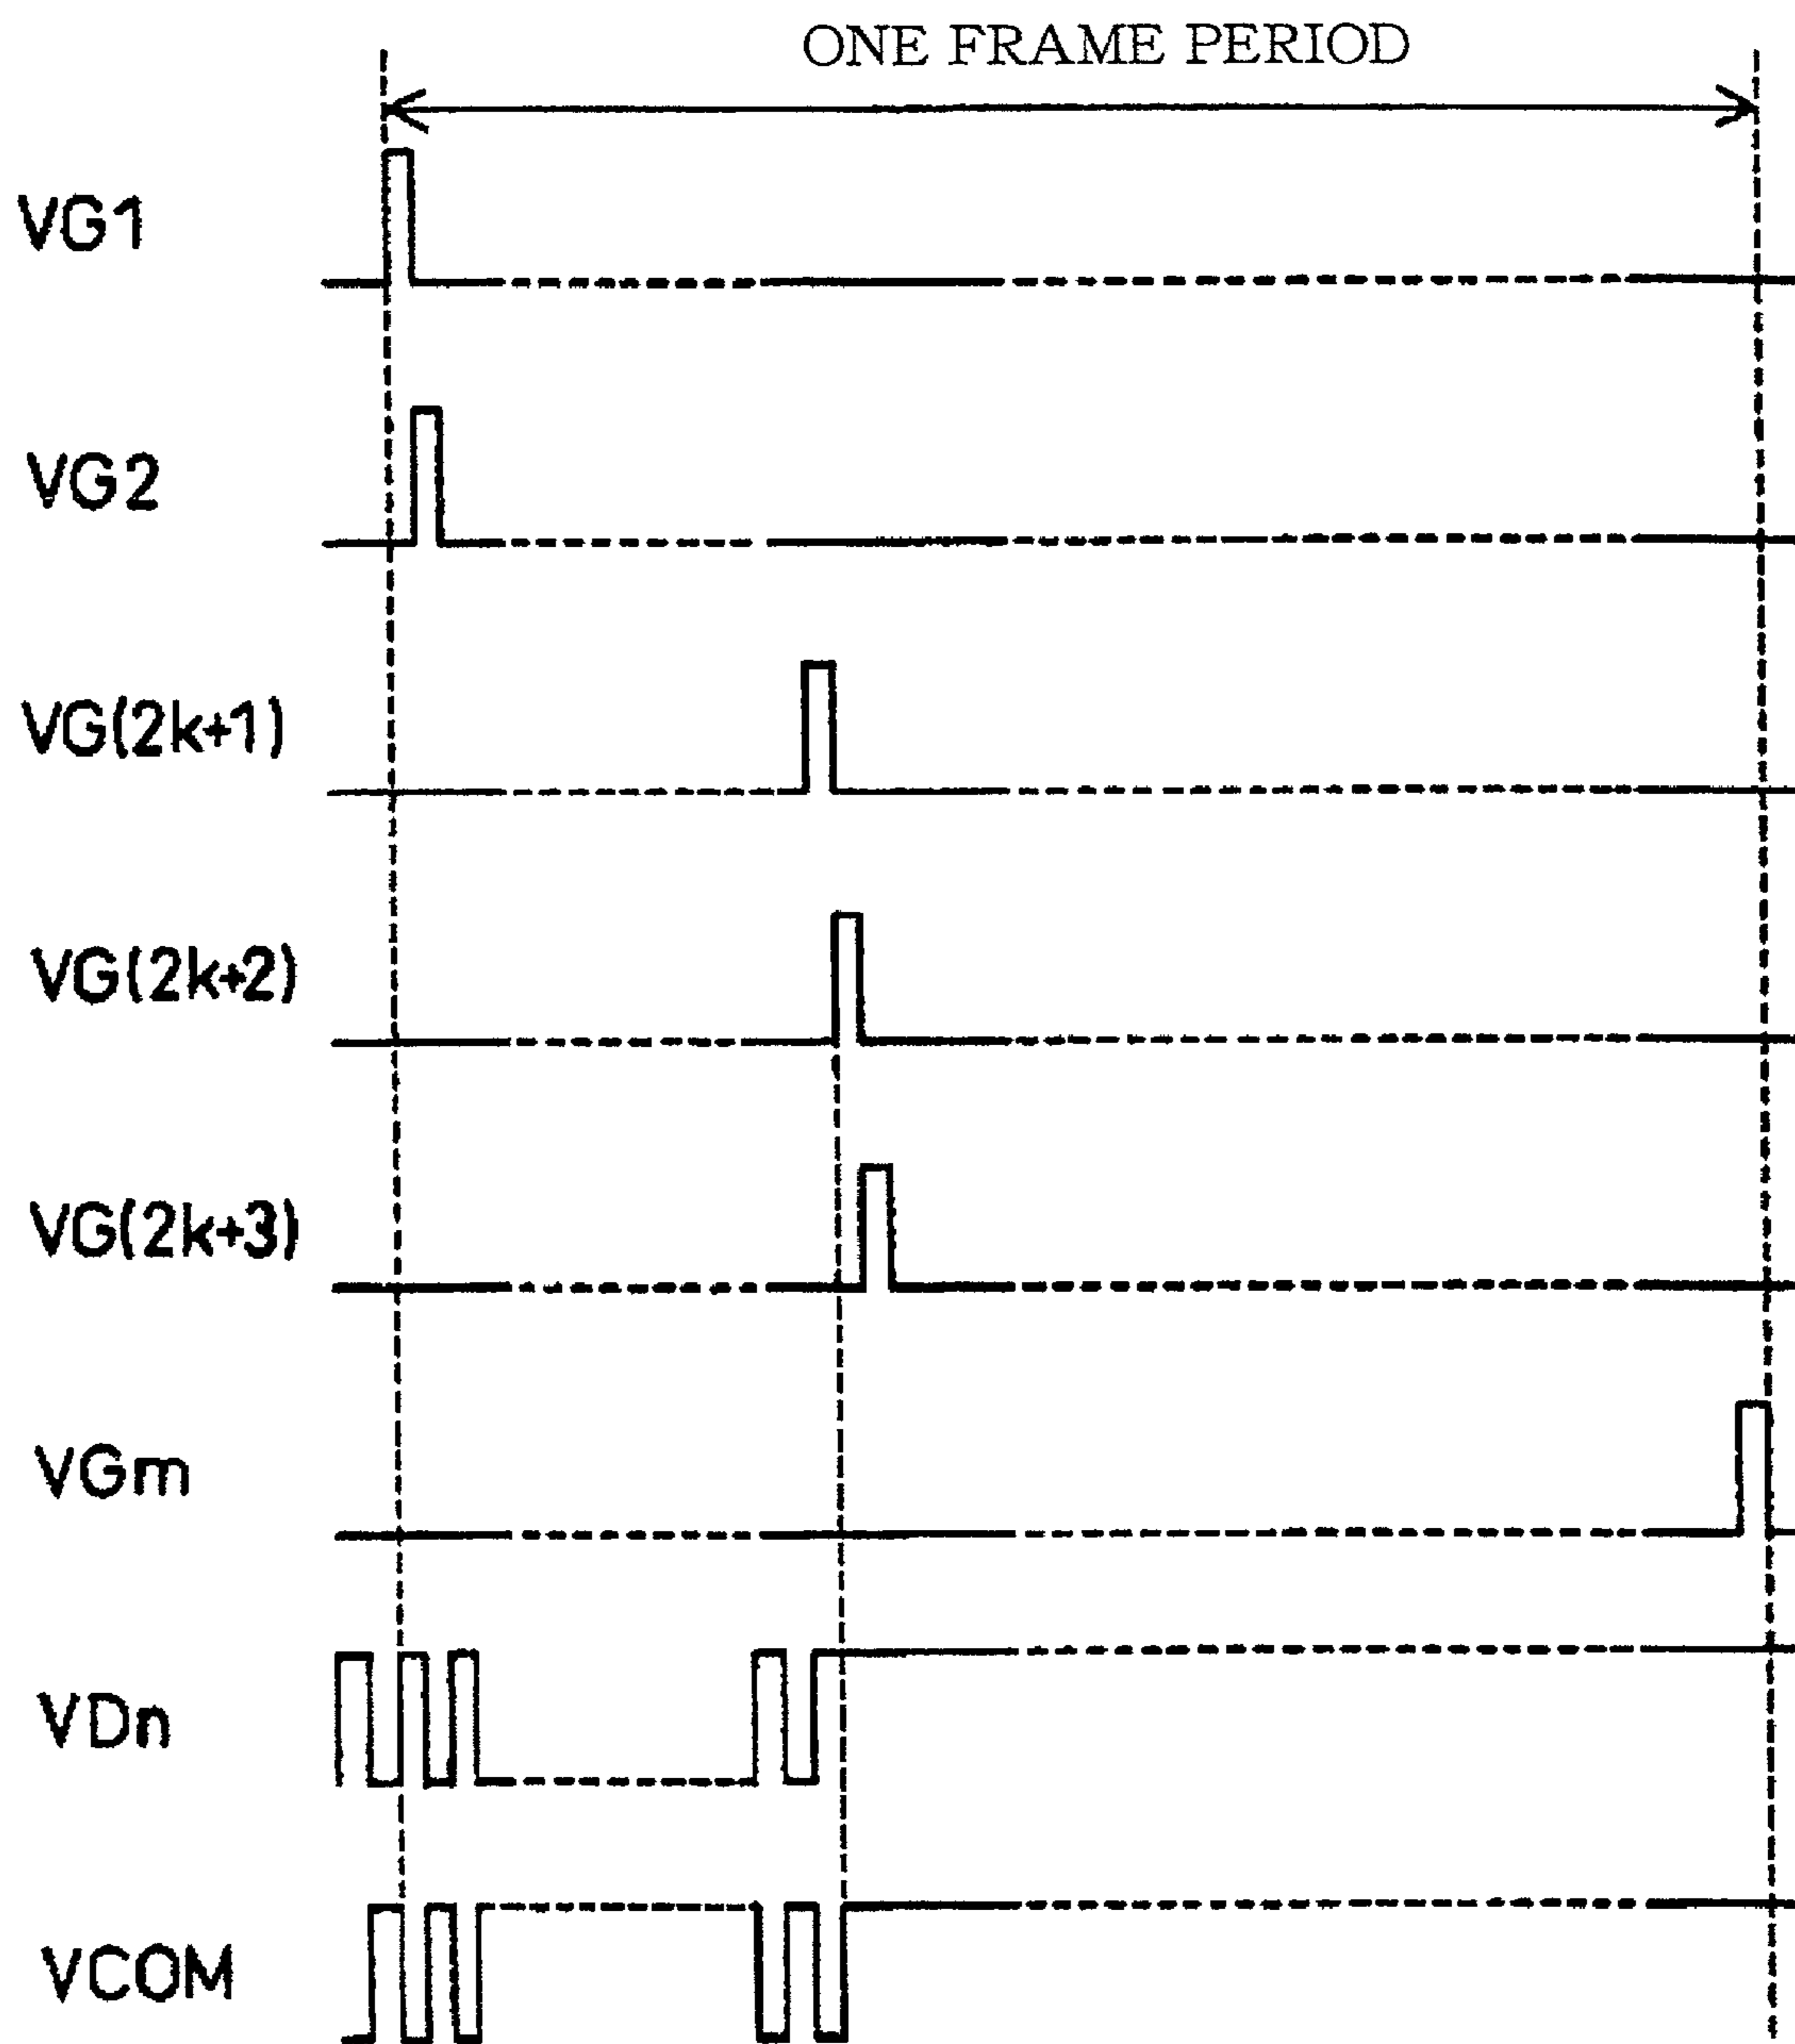 ONE FRAME PERIOD
VG1
VG2
VG(2k+1)
VG(2k+2)
VG(2k+3)
VGm
VDn
VCOM